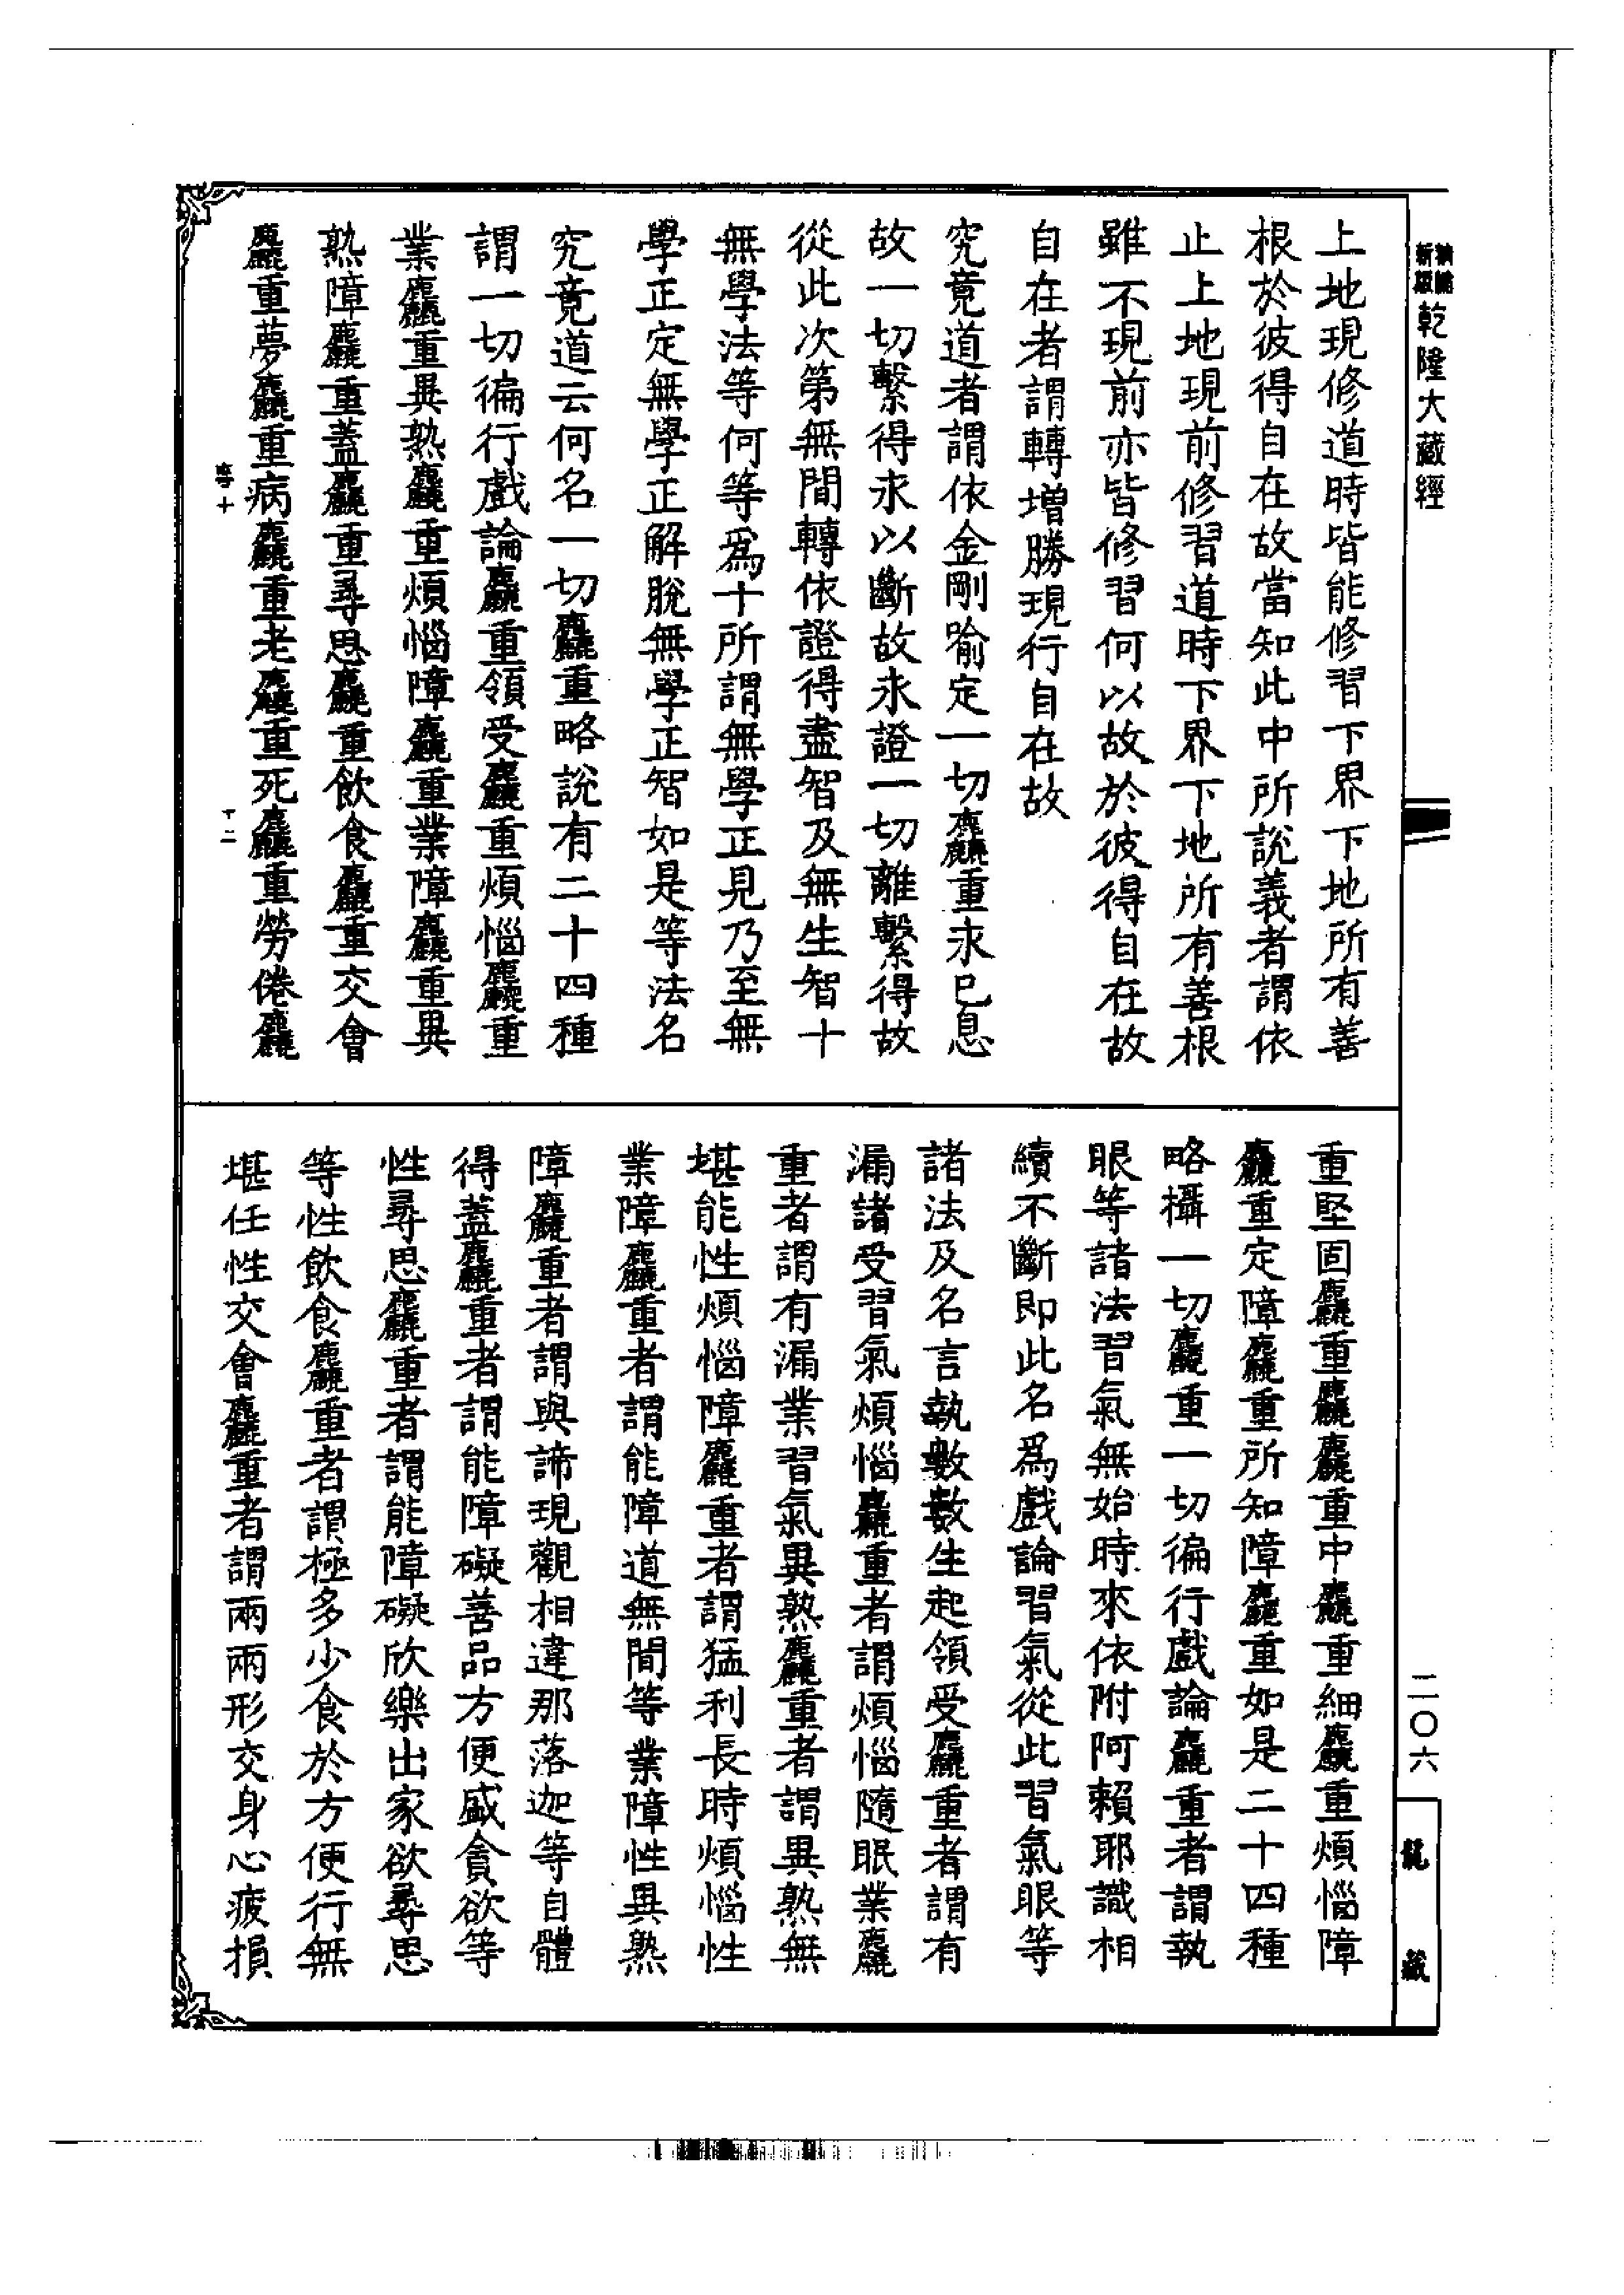 乾隆大藏經
上地現修道時皆能修習下界下地所有善
根於彼得自在故當知此中所說義者謂依
止上地現前修習道時下界下地所有善根
雖不現前亦皆修習何以故於彼得自在故
自在者謂轉增勝現行自在故
究竟道者謂依金剛喻定一切麤重永已息
故一切繫得永以斷故永證一切離繫得故
從此次第無間轉依證得盡智及無生智十
無學法等何等爲十所謂無學正見乃至無
學正定無學正解脫無學正智如是等法名
究竟道云何名一切麤重略說有二十四種
謂一切徧行戲論麤重領受麤重煩惱麤重
業麤重異熟麤重煩惱障麤重業障麤重異
熟障麤重蓋麤重尋思麤重飲食麤重交會
麤重夢麤重病麤重老麤重死麤重勞倦麤
十二
重堅固麤重麤麤重中麤重細麤重煩惱障
麤重定障麤重所知障麤重如是二十四種
略攝一切麤重一切徧行戲論麤重者謂執
眼等諸法習氣無始時來依附阿賴耶識相
續不斷即此名爲戲論習氣從此習氣眼等
諸法及名言執數數生起領受麤重者謂有
漏諸受習氣煩惱麤重者謂煩惱隨眠業麤
重者謂有漏業習氣異熟麤重者謂異熟無
堪能性煩惱障麤重者謂猛利長時煩惱性
業障麤重者謂能障道無間等業障性異熟
障麤重者謂與諦現觀相違那落迦等自體
得蓋麤重者謂能障礙善品方便盛貪欲等
性尋思麤重者謂能障礙欣樂出家欲尋思
等性飲食麤重者謂極多少食於方便行無
堪任性交會麤重者謂兩兩形交身心疲損
二〇六
龍藏